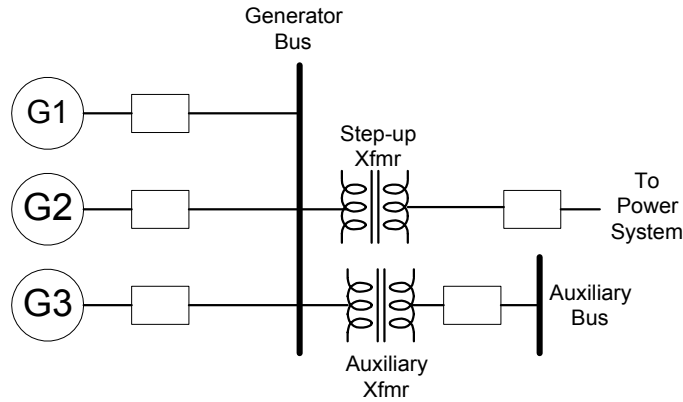 Generator
Bus
G1
Step-up
Xfmr
G2
To
Power
System
G3
Auxiliary
Bus
Auxiliary
Xfmr